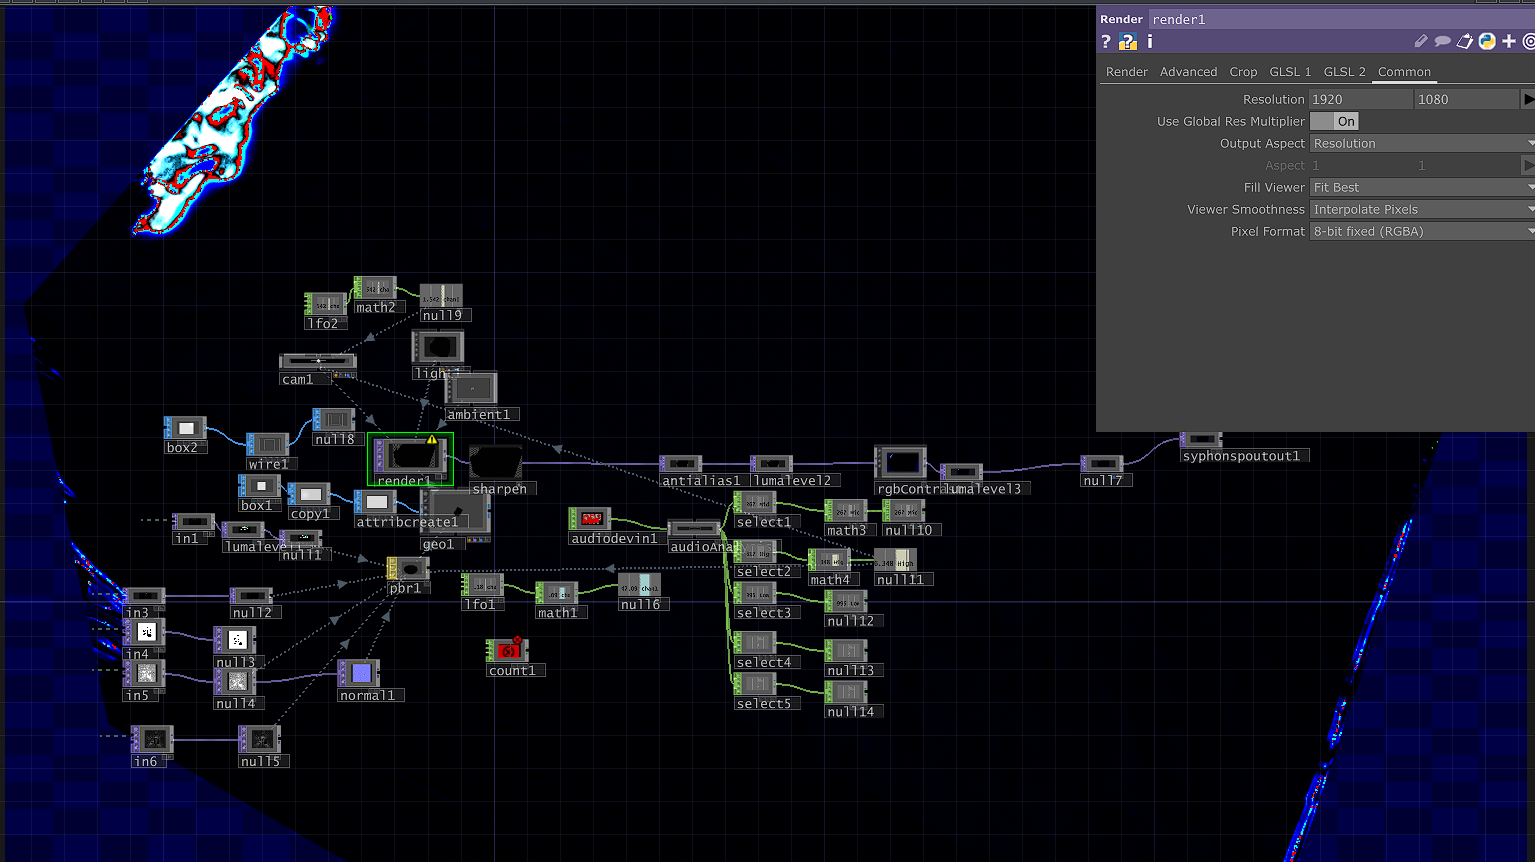 Render render1
? ? i
Render Advanced Crop GLSL 1 GLSL 2 Common
Resolution 1920 1080
Use Global Res Multiplier On
Output Aspect Resolution
Aspect 1 1
Fill Viewer Fit Best
Viewer Smoothness Interpolate Pixels
Pixel Format 8-bit fixed (RGBA)
lfo2
math2
null9
cam1
light
ambient1
box2
wire1
null8
render1
sharpen
antialias1
lumalevel2
rgbContra
lumalevel3
null7
syphonspoutout1
box1
copy1
attribcreate1
geo1
in1
lumaleve
null1
pbr1
audiodevin1
audioAna
select1
math3
null10
select2
math4
null11
select3
null12
select4
null13
select5
null14
in3
null2
in4
null3
in5
null4
normal1
in6
null5
lfo1
math1
null6
count1